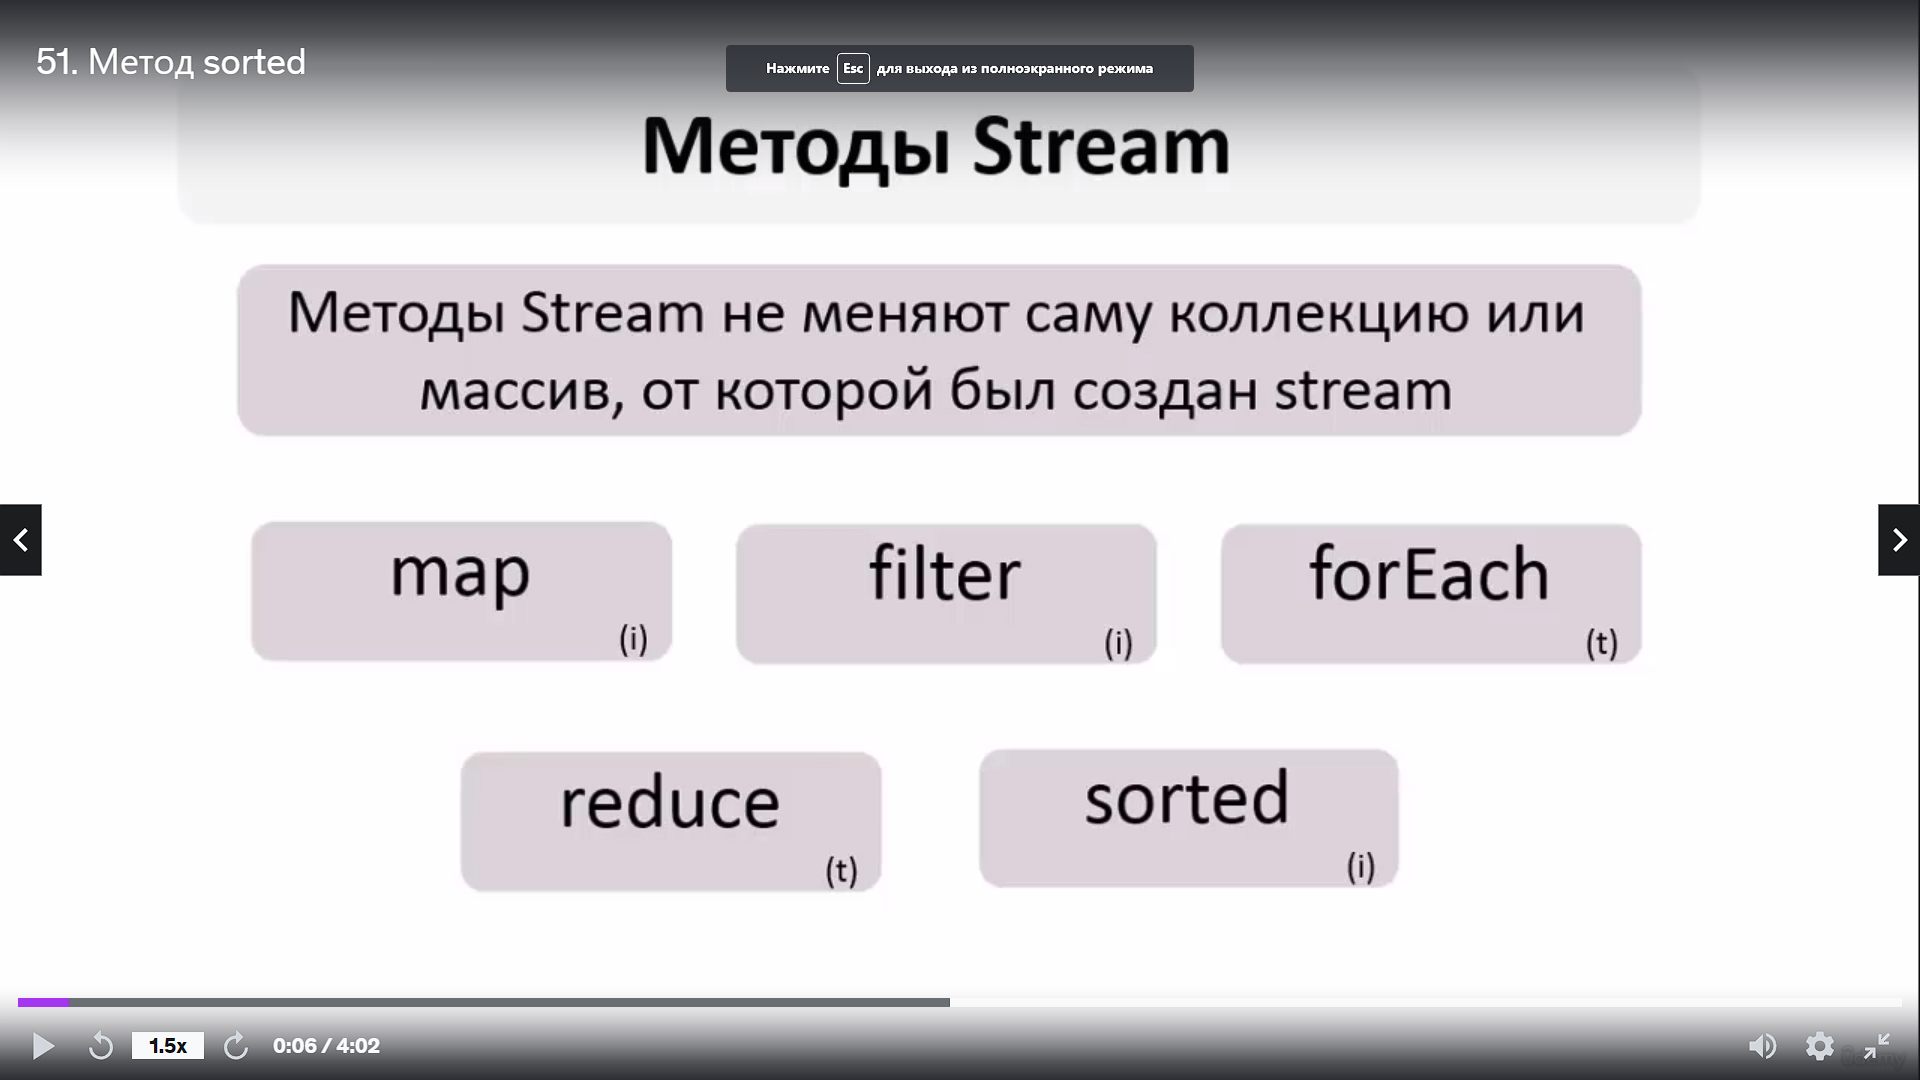 51. Метод sorted
Нажмите Esc для выхода из полноэкранного режима
Методы Stream
Методы Stream не меняют саму коллекцию или
массив, от которой был создан stream
map
(i)
filter
(i)
forEach
(t)
reduce
(t)
sorted
(i)
1.5x
0:06 / 4:02